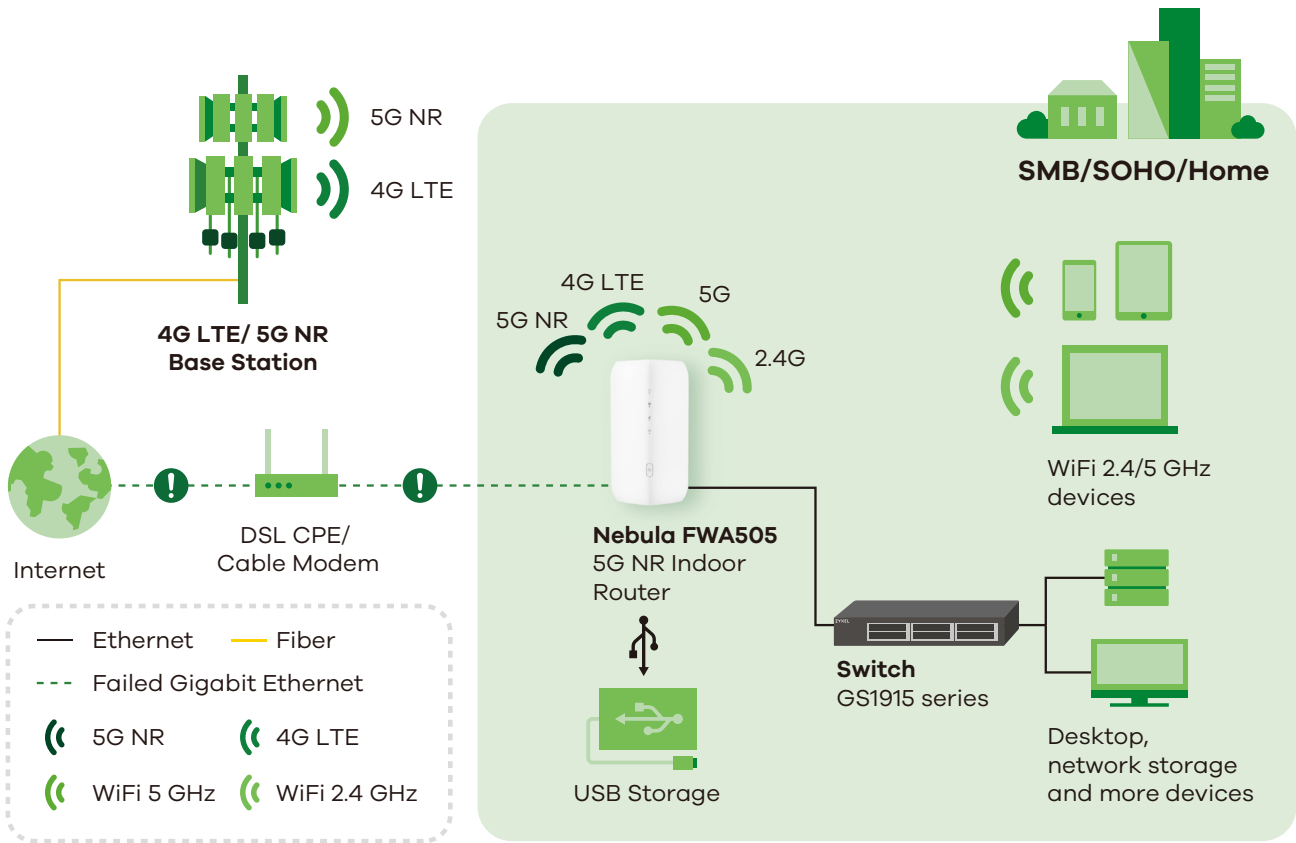 5G NR
4G LTE
4G LTE/ 5G NR
Base Station
SMB/SOHO/Home
4G LTE
5G
5G NR
2.4G
WiFi 2.4/5 GHz
devices
Internet
DSL CPE/
Cable Modem
Nebula FWA505
5G NR Indoor
Router
ZYXEL
Switch
GS1915 series
USB Storage
Desktop,
network storage
and more devices
Ethernet
Fiber
Failed Gigabit Ethernet
5G NR
4G LTE
WiFi 5 GHz
WiFi 2.4 GHz